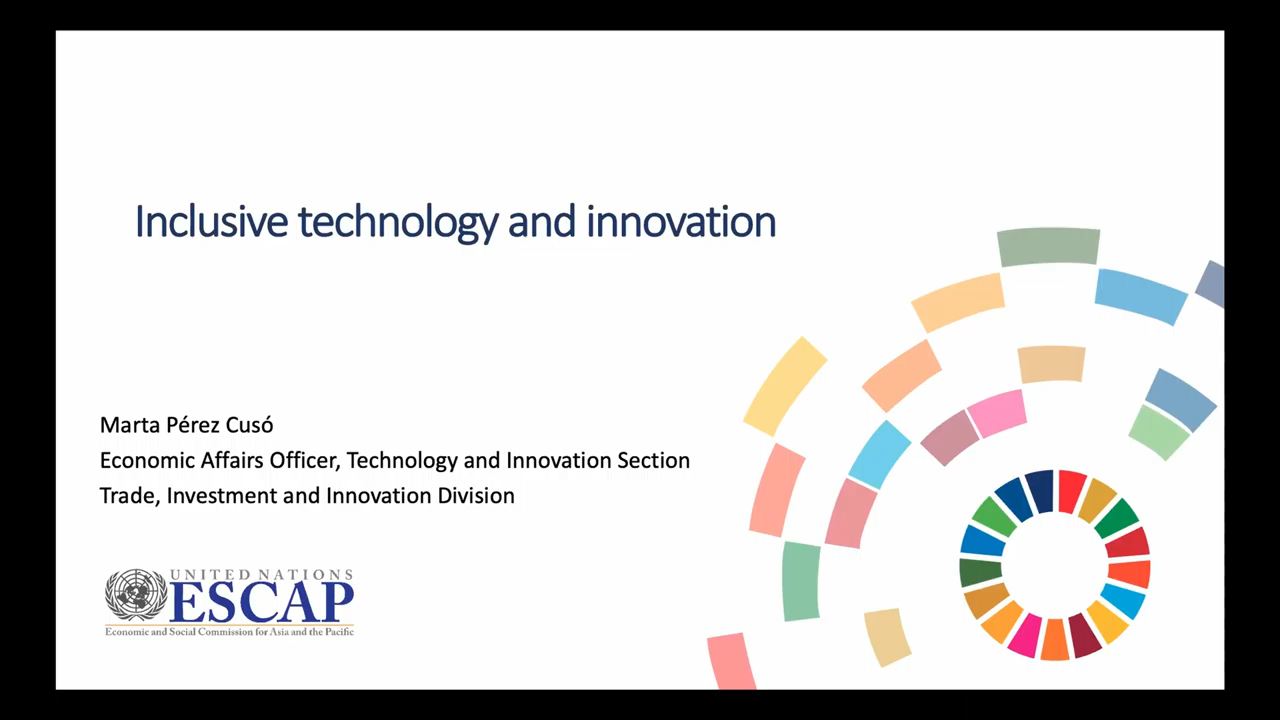 Inclusive technology and innovation
Marta Pérez Cusó
Economic Affairs Officer, Technology and Innovation Section
Trade, Investment and Innovation Division
UNITED NATIONS
ESCAP
Economic and Social Commission for Asia and the Pacific